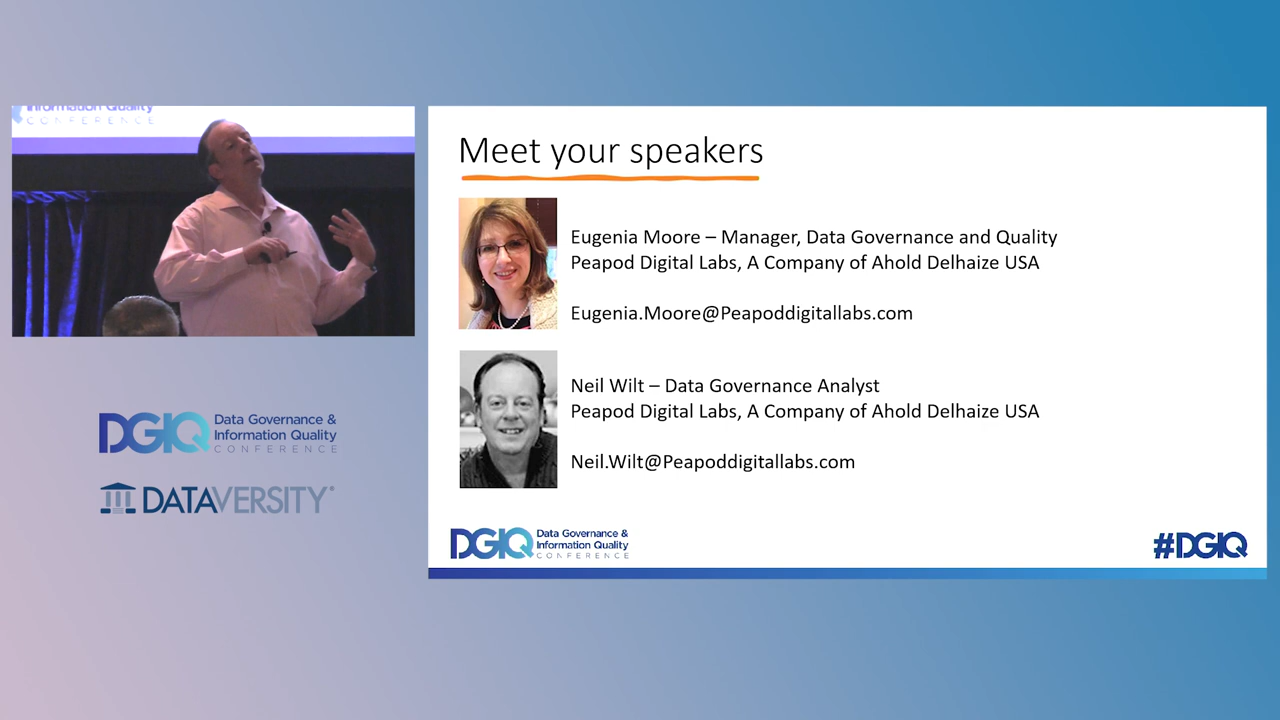 Information Quality
CONFERENCE
DGIQ Data Governance &
Information Quality
CONFERENCE
DATAVERSITY
Meet your speakers
Eugenia Moore – Manager, Data Governance and Quality
Peapod Digital Labs, A Company of Ahold Delhaize USA
Eugenia.Moore@Peapoddigitallabs.com
Neil Wilt – Data Governance Analyst
Peapod Digital Labs, A Company of Ahold Delhaize USA
Neil.Wilt@Peapoddigitallabs.com
DGIQ Data Governance &
Information Quality
CONFERENCE
#DGIQ